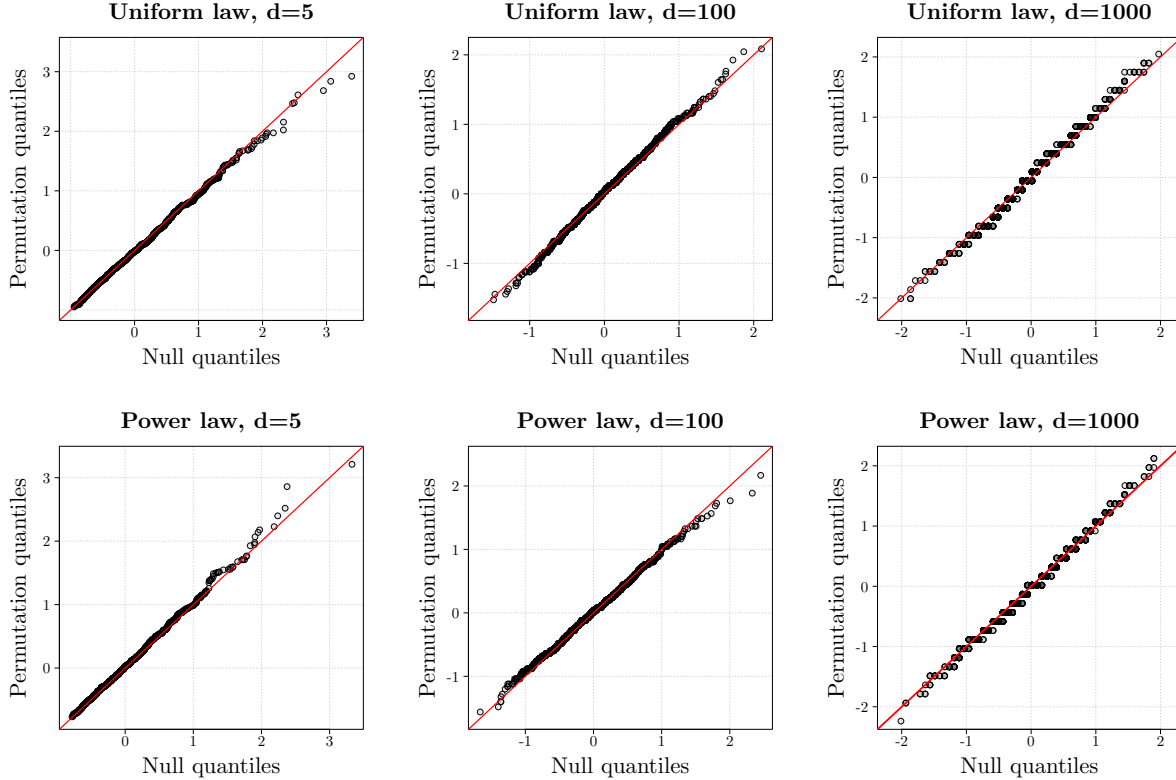 Uniform law, d=5
Uniform law, d=100
Uniform law, d=1000
Permutation quantiles
3
2
1
0
0
1
2
3
Null quantiles
Permutation quantiles
2
1
0
-1
-1
0
1
2
Null quantiles
Permutation quantiles
2
1
0
-1
-2
-2
-1
0
1
2
Null quantiles
Power law, d=5
Power law, d=100
Power law, d=1000
Permutation quantiles
3
2
1
0
0
1
2
3
Null quantiles
Permutation quantiles
2
1
0
-1
-1
0
1
2
Null quantiles
Permutation quantiles
2
1
0
-1
-2
-2
-1
0
1
2
Null quantiles